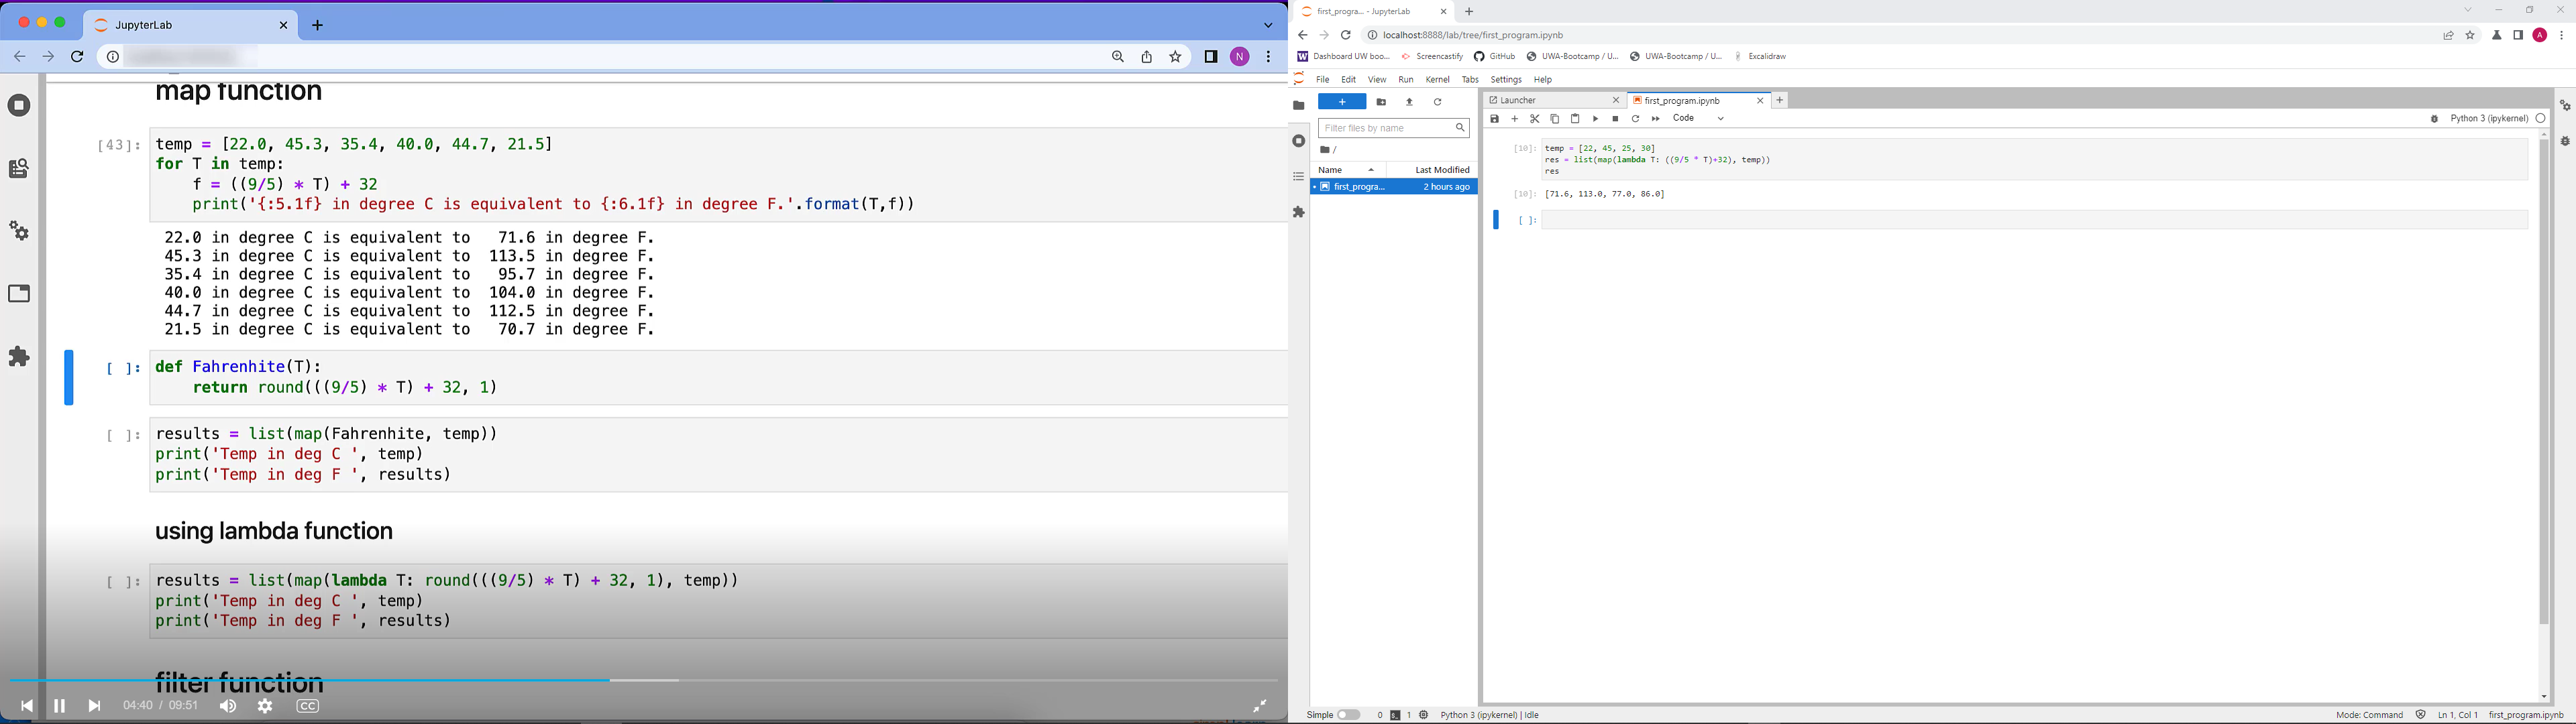 JupyterLab
N
map function
[43]:
temp = [22.0, 45.3, 35.4, 40.0, 44.7, 21.5]
for T in temp:
    f = ((9/5) * T) + 32
    print('{:5.1f} in degree C is equivalent to {:6.1f} in degree F.'.format(T,f))
22.0 in degree C is equivalent to   71.6 in degree F.
45.3 in degree C is equivalent to  113.5 in degree F.
35.4 in degree C is equivalent to   95.7 in degree F.
40.0 in degree C is equivalent to  104.0 in degree F.
44.7 in degree C is equivalent to  112.5 in degree F.
21.5 in degree C is equivalent to   70.7 in degree F.
[ ]:
def Fahrenhite(T):
    return round(((9/5) * T) + 32, 1)
[ ]:
results = list(map(Fahrenhite, temp))
print('Temp in deg C ', temp)
print('Temp in deg F ', results)
using lambda function
[ ]:
results = list(map(lambda T: round(((9/5) * T) + 32, 1), temp))
print('Temp in deg C ', temp)
print('Temp in deg F ', results)
filter function
04:40 / 09:51
CC
first_progra... - JupyterLab
localhost:8888/lab/tree/first_program.ipynb
A
Dashboard UW boo... Screencastify GitHub UWA-Bootcamp / U... UWA-Bootcamp / U... Excalidraw
File Edit View Run Kernel Tabs Settings Help
Filter files by name
/
Name Last Modified
first_progra... 2 hours ago
Launcher first_program.ipynb
Code
Python 3 (ipykernel)
[10]:
temp = [22, 45, 25, 30]
res = list(map(lambda T: ((9/5 * T)+32), temp))
res
[10]: [71.6, 113.0, 77.0, 86.0]
[ ]:
Simple 0 1 Python 3 (ipykernel) | Idle Mode: Command Ln 1, Col 1 first_program.ipynb